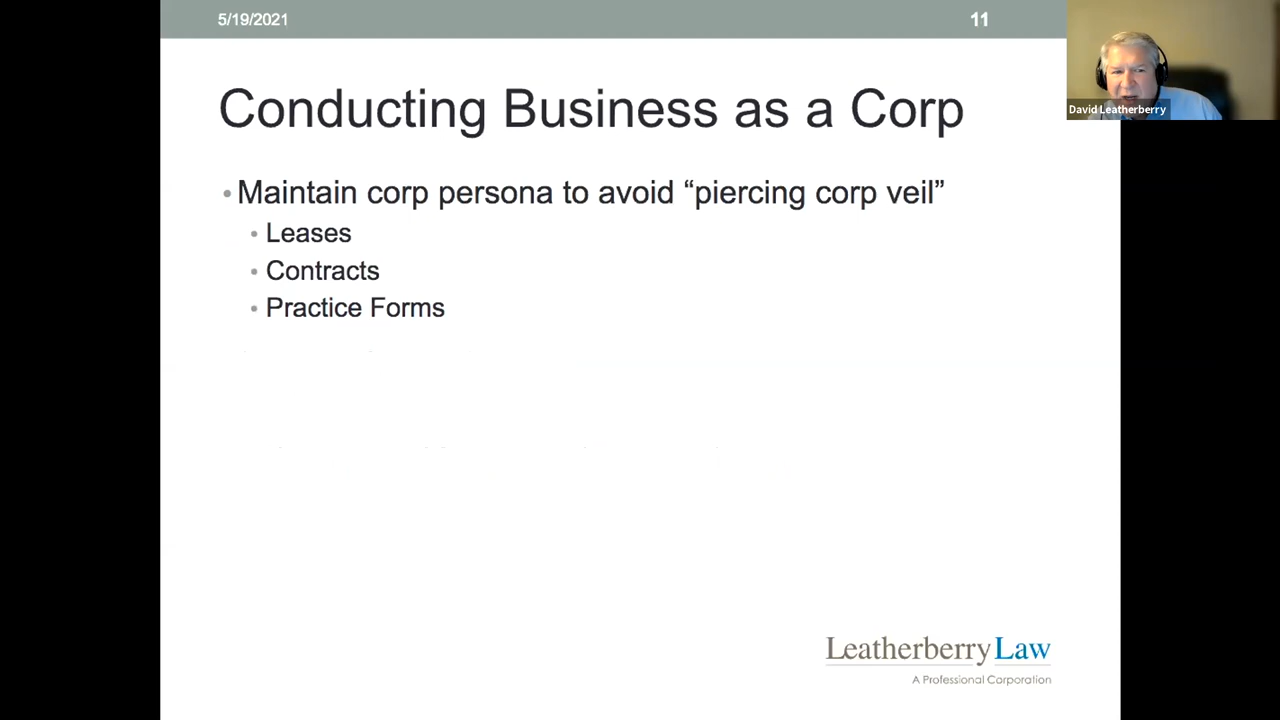 5/19/2021
11
David Leatherberry
Conducting Business as a Corp
• Maintain corp persona to avoid “piercing corp veil”
• Leases
• Contracts
• Practice Forms
Leatherberry Law
A Professional Corporation